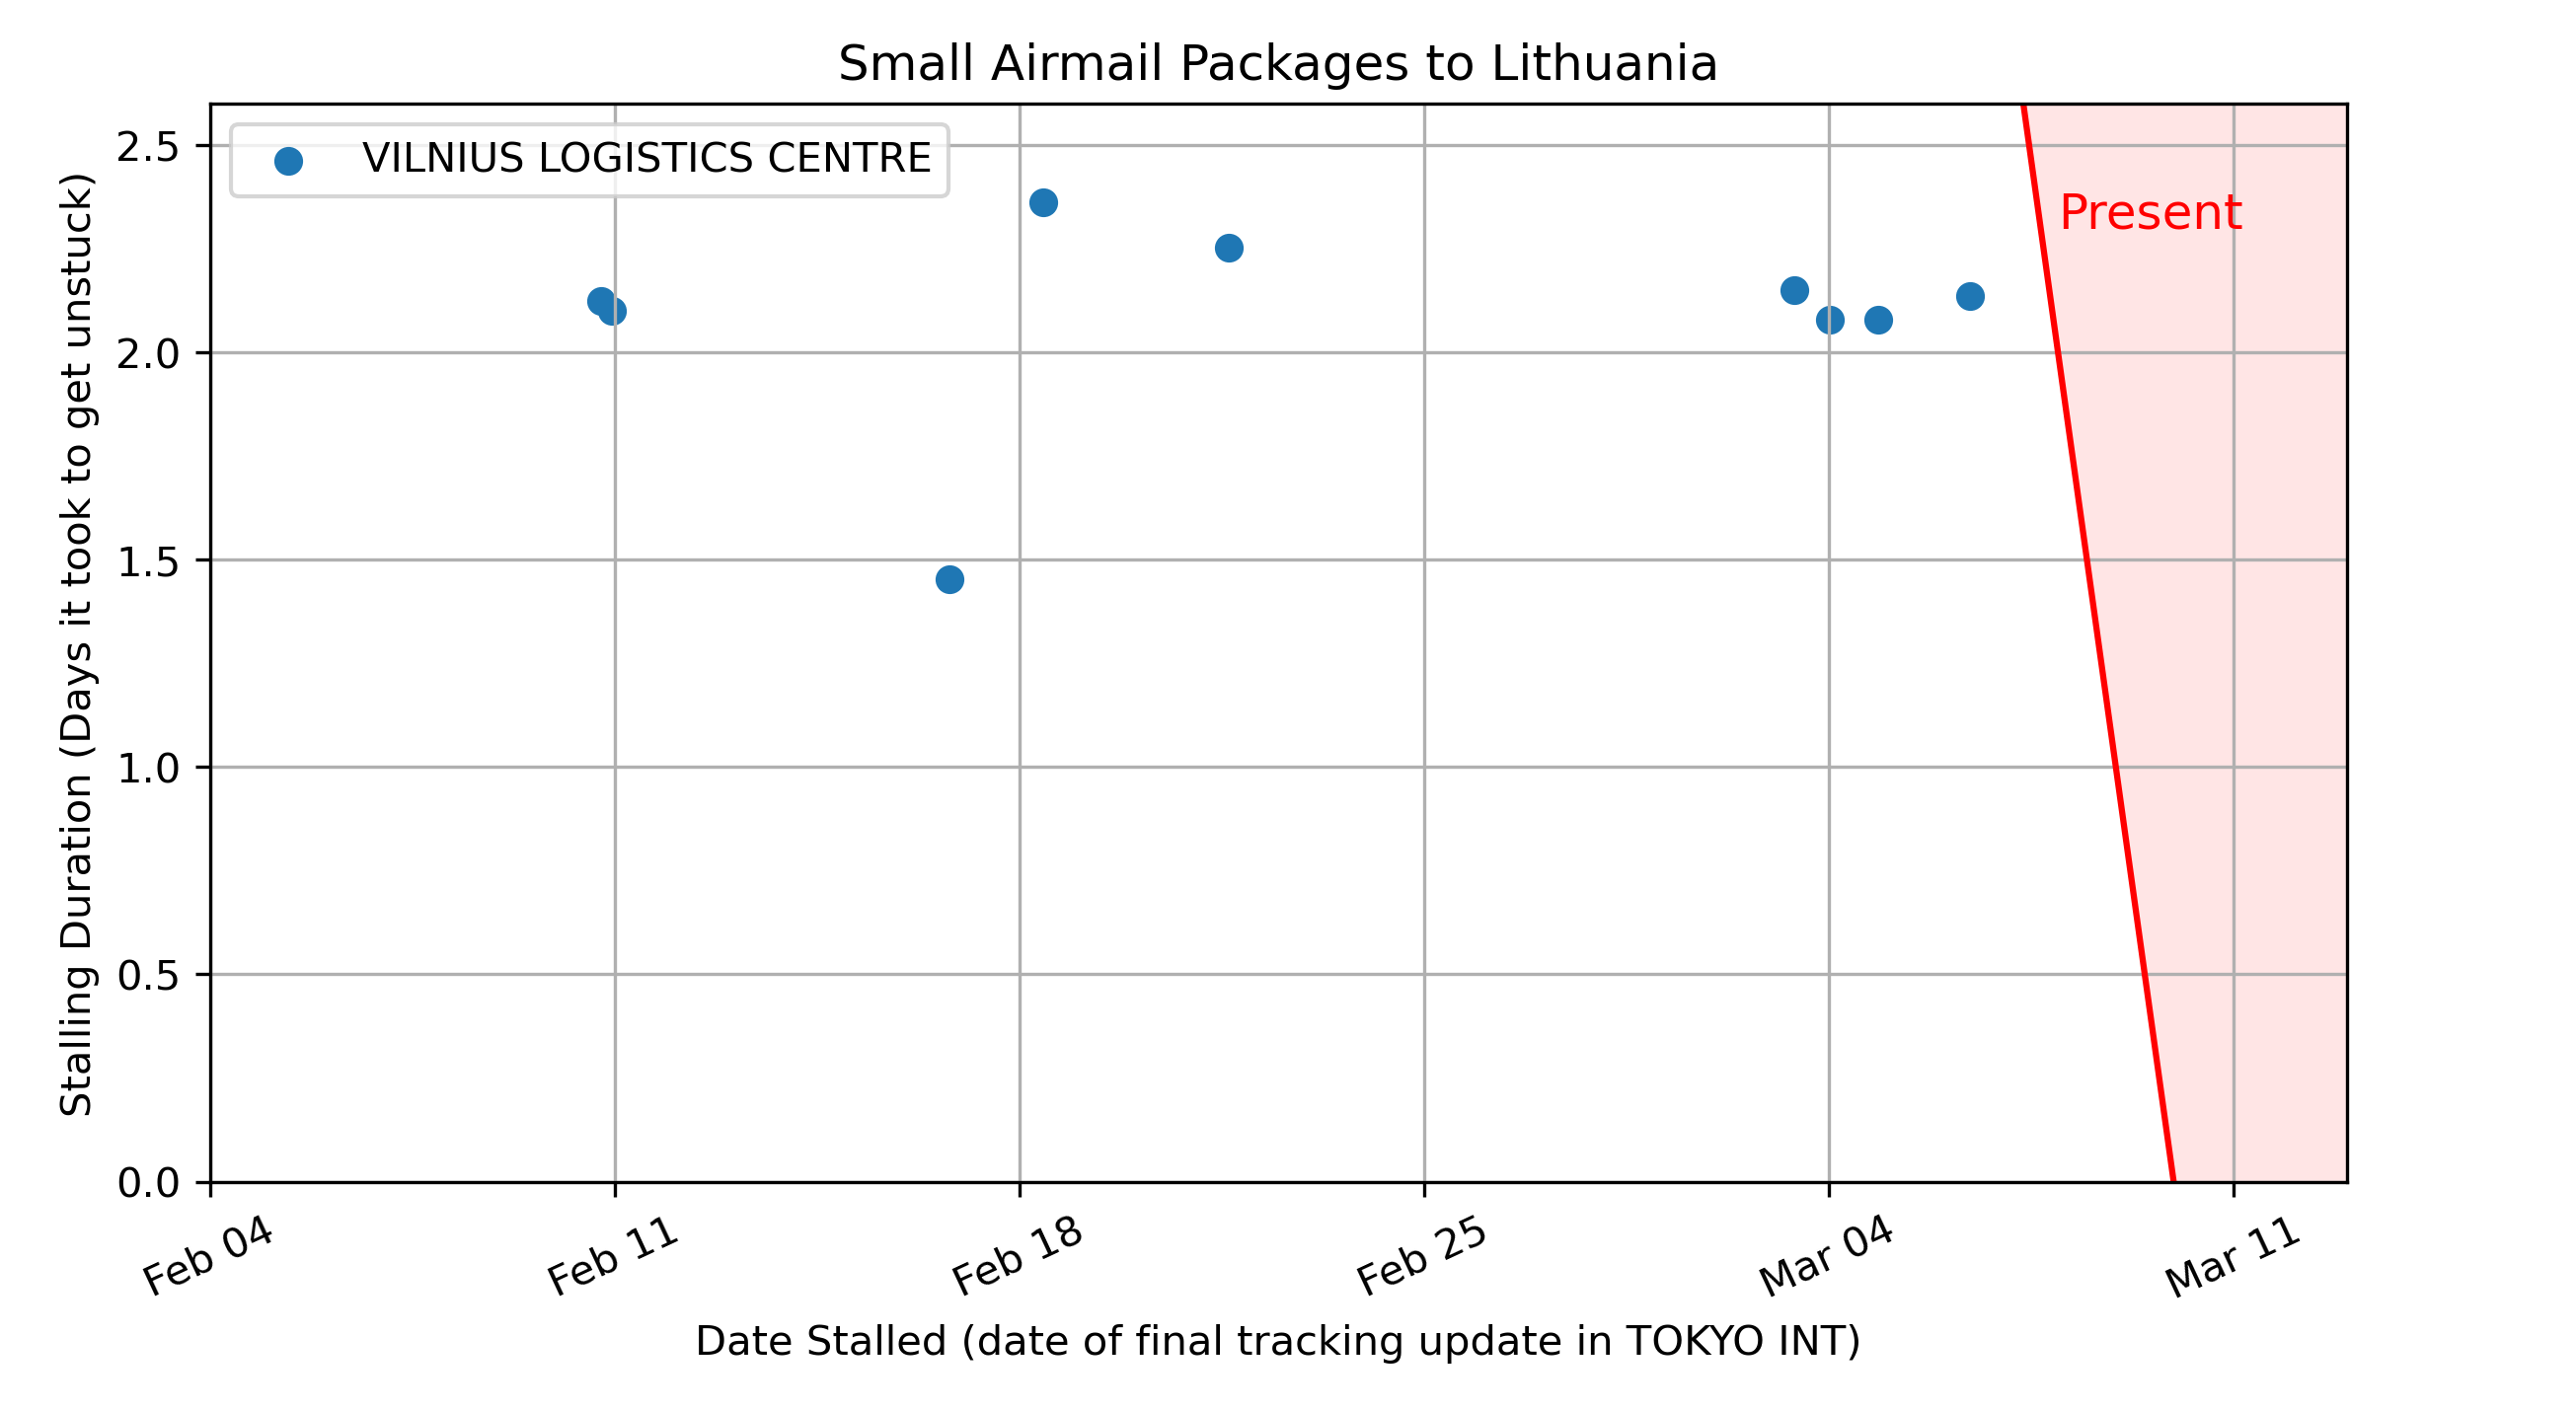 Small Airmail Packages to Lithuania
VILNIUS LOGISTICS CENTRE
Present
Stalling Duration (Days it took to get unstuck)
2.5
2.0
1.5
1.0
0.5
0.0
Feb 04
Feb 11
Feb 18
Feb 25
Mar 04
Mar 11
Date Stalled (date of final tracking update in TOKYO INT)